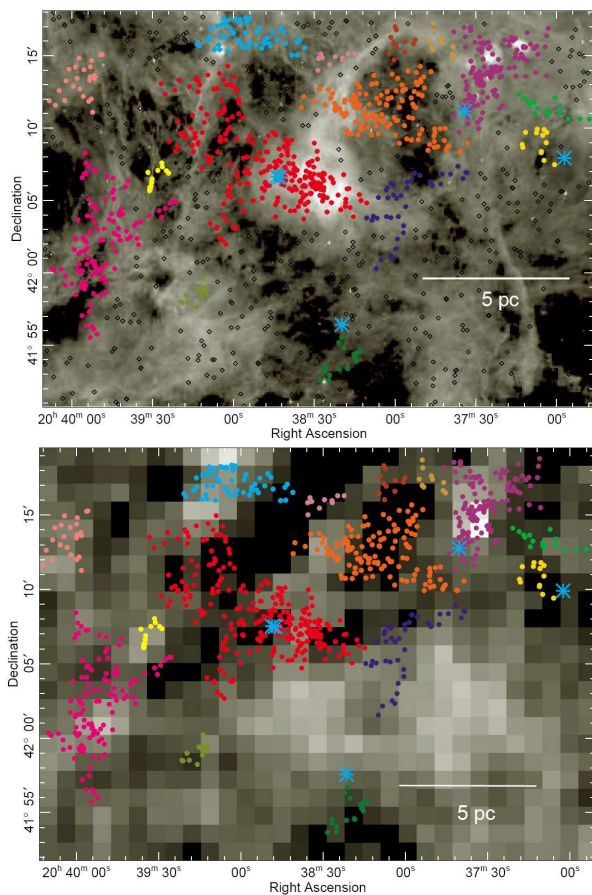 15′
10′
05′
42° 00′
41° 55′
Declination
5 pc
20ʰ 40ᵐ 00ˢ
39ᵐ 30ˢ
00ˢ
38ᵐ 30ˢ
00ˢ
37ᵐ 30ˢ
00ˢ
Right Ascension
15′
10′
05′
42° 00′
41° 55′
Declination
5 pc
20ʰ 40ᵐ 00ˢ
39ᵐ 30ˢ
00ˢ
38ᵐ 30ˢ
00ˢ
37ᵐ 30ˢ
00ˢ
Right Ascension